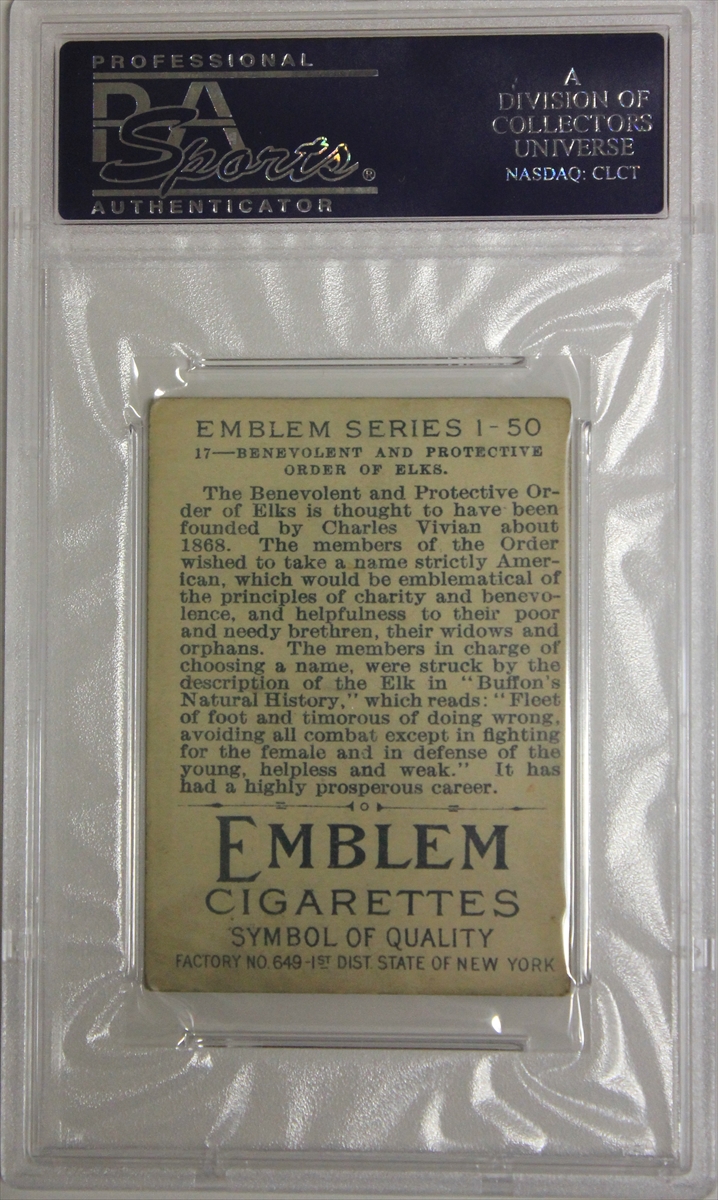 PROFESSIONAL
PSA
Sports®
AUTHENTICATOR
A
DIVISION OF
COLLECTORS
UNIVERSE
NASDAQ: CLCT
EMBLEM SERIES 1-50
17—BENEVOLENT AND PROTECTIVE
ORDER OF ELKS.
The Benevolent and Protective Or-
der of Elks is thought to have been
founded by Charles Vivian about
1868. The members of the Order
wished to take a name strictly Amer-
ican, which would be emblematical of
the principles of charity and benevo-
lence, and helpfulness to their poor
and needy brethren, their widows and
orphans. The members in charge of
choosing a name, were struck by the
description of the Elk in "Buffon's
Natural History," which reads: "Fleet
of foot and timorous of doing wrong,
avoiding all combat except in fighting
for the female and in defense of the
young, helpless and weak." It has
had a highly prosperous career.
EMBLEM
CIGARETTES
SYMBOL OF QUALITY
FACTORY NO. 649-1ST DIST. STATE OF NEW YORK